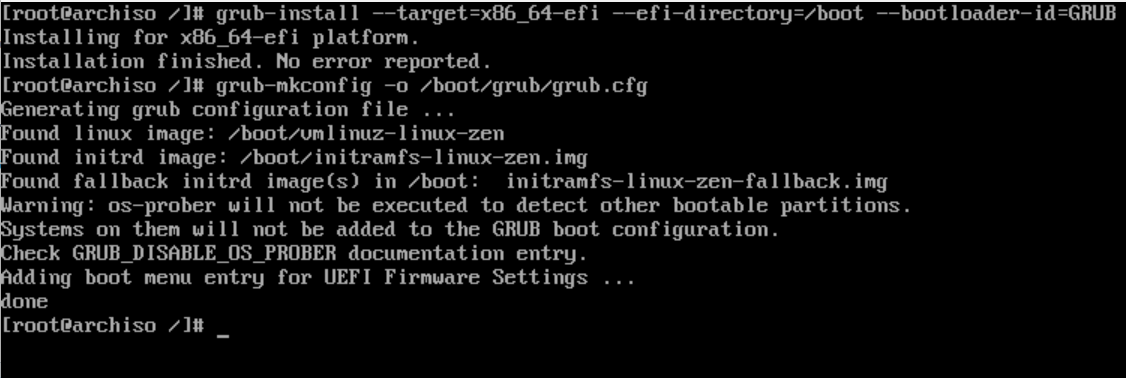 [root@archiso /]# grub-install --target=x86_64-efi --efi-directory=/boot --bootloader-id=GRUB
Installing for x86_64-efi platform.
Installation finished. No error reported.
[root@archiso /]# grub-mkconfig -o /boot/grub/grub.cfg
Generating grub configuration file ...
Found linux image: /boot/vmlinuz-linux-zen
Found initrd image: /boot/initramfs-linux-zen.img
Found fallback initrd image(s) in /boot:  initramfs-linux-zen-fallback.img
Warning: os-prober will not be executed to detect other bootable partitions.
Systems on them will not be added to the GRUB boot configuration.
Check GRUB_DISABLE_OS_PROBER documentation entry.
Adding boot menu entry for UEFI Firmware Settings ...
done
[root@archiso /]# _